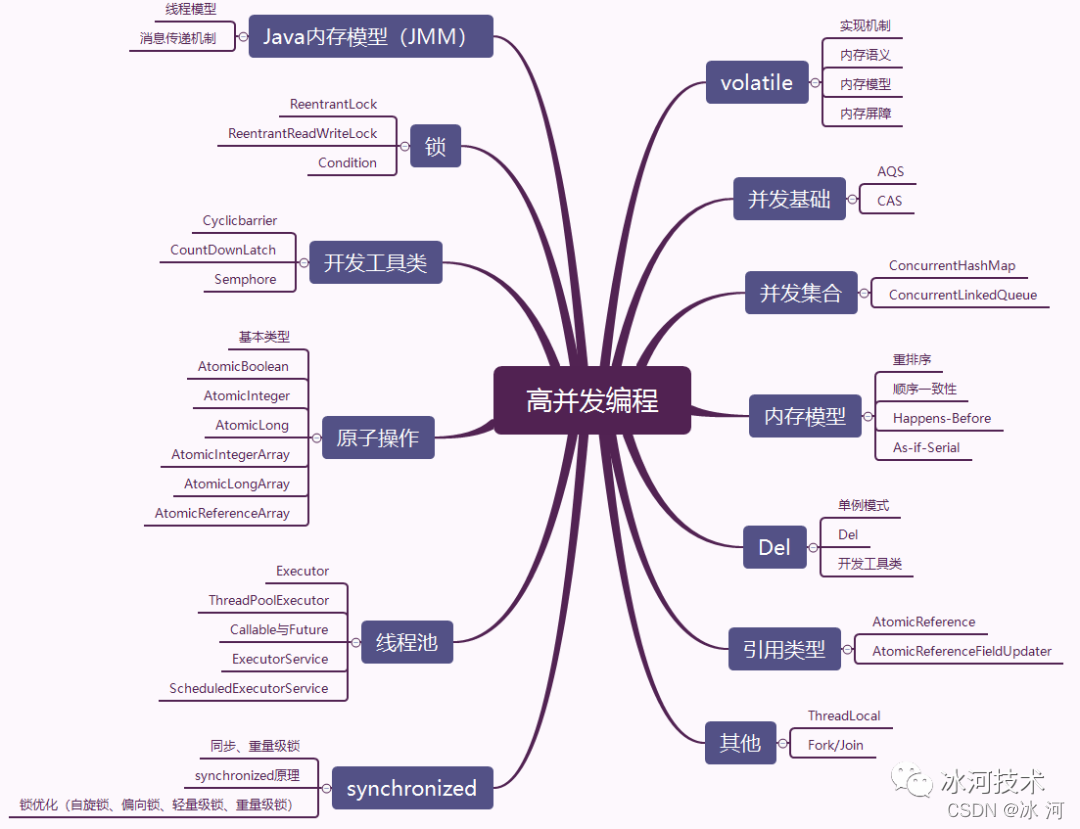 高并发编程
Java内存模型（JMM）
线程模型
消息传递机制
锁
ReentrantLock
ReentrantReadWriteLock
Condition
开发工具类
Cyclicbarrier
CountDownLatch
Semphore
原子操作
基本类型
AtomicBoolean
AtomicInteger
AtomicLong
AtomicIntegerArray
AtomicLongArray
AtomicReferenceArray
线程池
Executor
ThreadPoolExecutor
Callable与Future
ExecutorService
ScheduledExecutorService
synchronized
同步、重量级锁
synchronized原理
锁优化（自旋锁、偏向锁、轻量级锁、重量级锁）
volatile
实现机制
内存语义
内存模型
内存屏障
并发基础
AQS
CAS
并发集合
ConcurrentHashMap
ConcurrentLinkedQueue
内存模型
重排序
顺序一致性
Happens-Before
As-if-Serial
Del
单例模式
Del
开发工具类
引用类型
AtomicReference
AtomicReferenceFieldUpdater
其他
ThreadLocal
Fork/Join
冰河技术
CSDN @冰 河